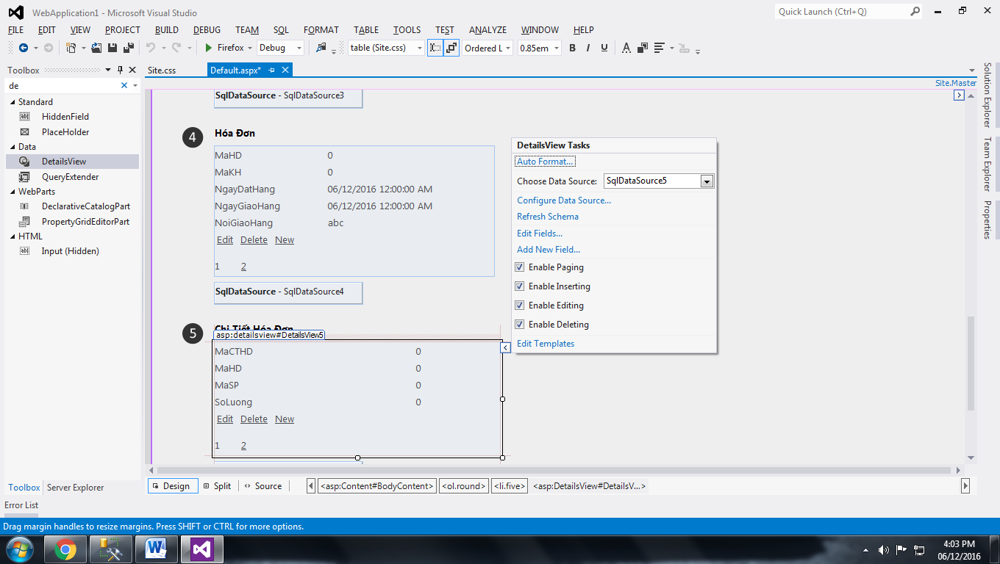 WebApplication1 - Microsoft Visual Studio
Quick Launch (Ctrl+Q)
FILE EDIT VIEW PROJECT BUILD DEBUG TEAM SQL FORMAT TABLE TOOLS TEST ANALYZE WINDOW HELP
Firefox Debug table (Site.css) Ordered L 0.85em B I U A
Toolbox
Site.css
Default.aspx*
de
Site.Master
Standard
HiddenField
PlaceHolder
Data
DetailsView
QueryExtender
WebParts
DeclarativeCatalogPart
PropertyGridEditorPart
HTML
Input (Hidden)
SqlDataSource - SqlDataSource3
4
Hóa Đơn
MaHD 0
MaKH 0
NgayDatHang 06/12/2016 12:00:00 AM
NgayGiaoHang 06/12/2016 12:00:00 AM
NoiGiaoHang abc
Edit Delete New
1 2
SqlDataSource - SqlDataSource4
5
Chi Tiết Hóa Đơn
asp:detailsview#DetailsView5
MaCTHD 0
MaHD 0
MaSP 0
SoLuong 0
Edit Delete New
1 2
DetailsView Tasks
Auto Format...
Choose Data Source: SqlDataSource5
Configure Data Source...
Refresh Schema
Edit Fields...
Add New Field...
Enable Paging
Enable Inserting
Enable Editing
Enable Deleting
Edit Templates
Solution Explorer
Team Explorer
Properties
Toolbox Server Explorer
Design Split Source
<asp:Content#BodyContent> <ol.round> <li.five> <asp:DetailsView#DetailsV...>
Error List
Drag margin handles to resize margins. Press SHIFT or CTRL for more options.
4:03 PM
06/12/2016